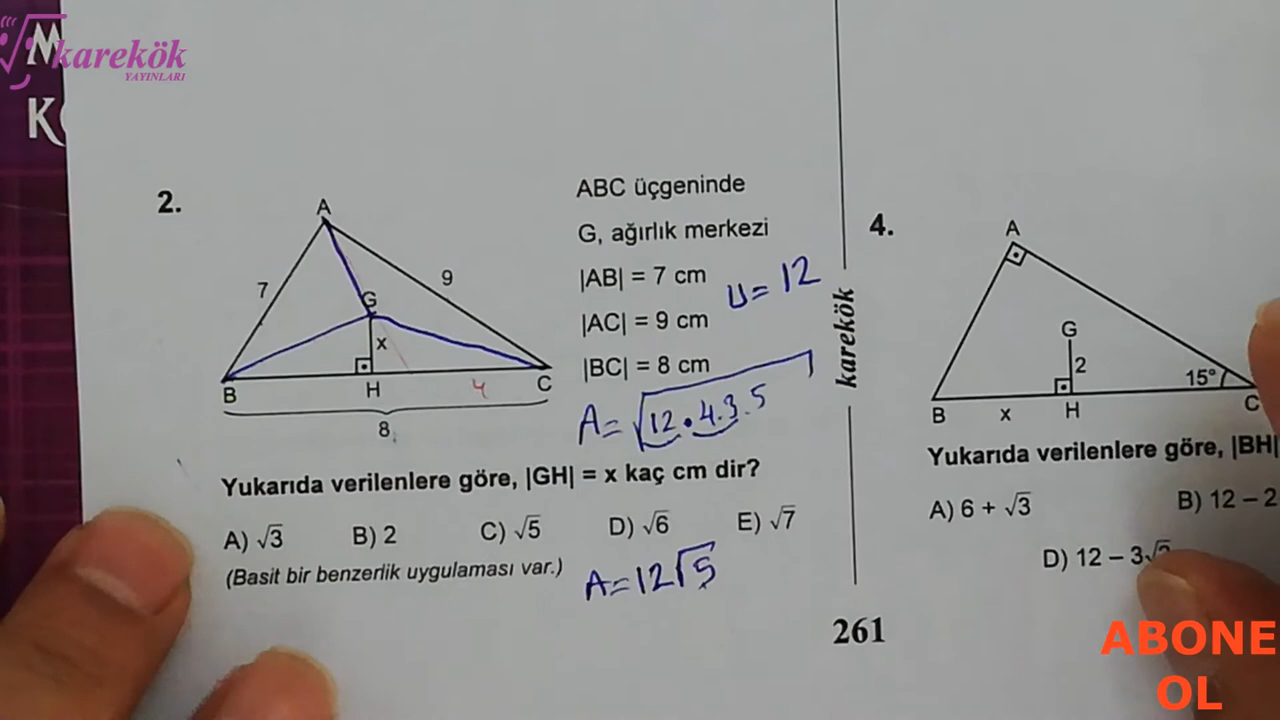 M
karekök
YAYINLARI
K
2.
A
7
9
G
x
B
H
4
C
8
ABC üçgeninde
G, ağırlık merkezi
|AB| = 7 cm
|AC| = 9 cm
|BC| = 8 cm
U = 12
A = √12.4.3.5
Yukarıda verilenlere göre, |GH| = x kaç cm dir?
A) √3 B) 2 C) √5 D) √6 E) √7
(Basit bir benzerlik uygulaması var.)
A = 12√5
karekök
261
4.
A
G
2
15°
B
x
H
C
Yukarıda verilenlere göre, |BH|
A) 6 + √3 B) 12 – 2
D) 12 – 3
ABONE
OL